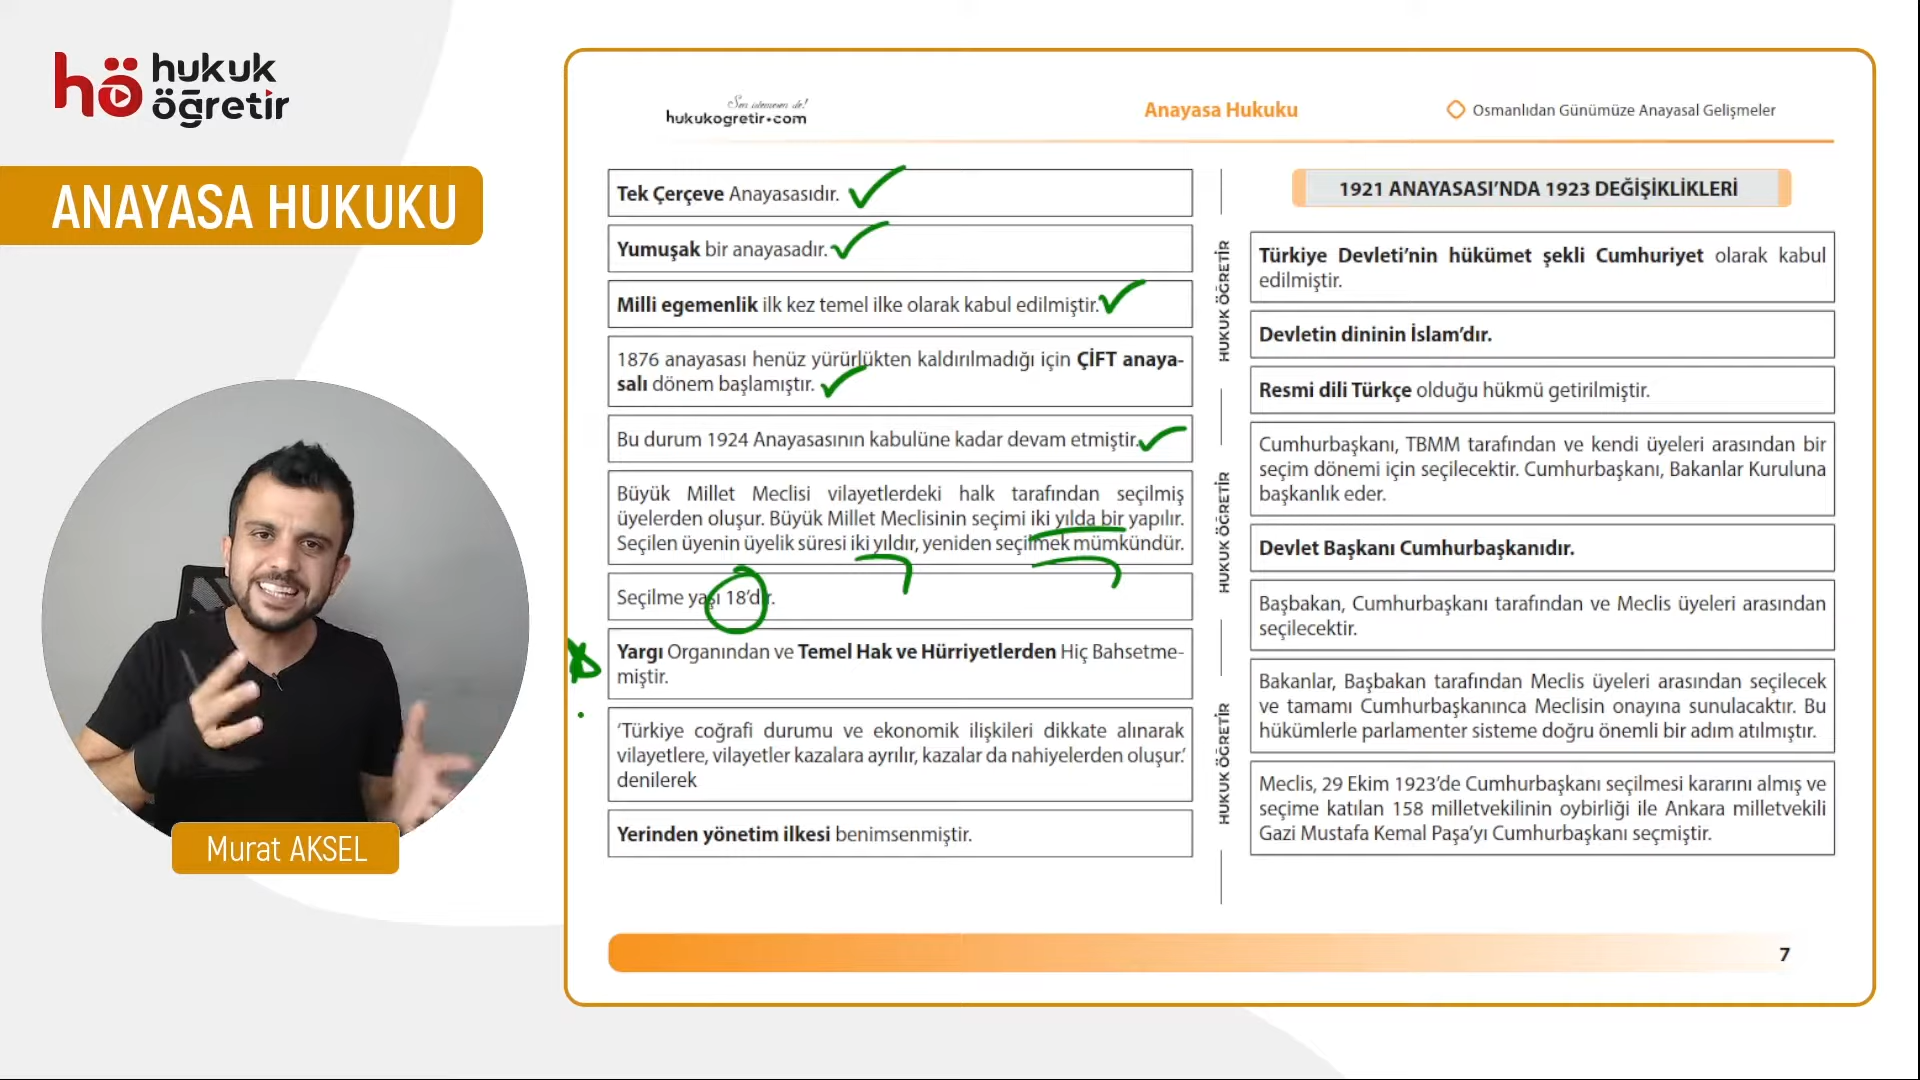 hö hukuk
öğretir
ANAYASA HUKUKU
Murat AKSEL
Sen istemesen de!
hukukogretir.com
Anayasa Hukuku
Osmanlıdan Günümüze Anayasal Gelişmeler
Tek Çerçeve Anayasasıdır.
Yumuşak bir anayasadır.
Milli egemenlik ilk kez temel ilke olarak kabul edilmiştir.
1876 anayasası henüz yürürlükten kaldırılmadığı için ÇİFT anaya-
salı dönem başlamıştır.
Bu durum 1924 Anayasasının kabulüne kadar devam etmiştir.
Büyük Millet Meclisi vilayetlerdeki halk tarafından seçilmiş
üyelerden oluşur. Büyük Millet Meclisinin seçimi iki yılda bir yapılır.
Seçilen üyenin üyelik süresi iki yıldır, yeniden seçilmek mümkündür.
Seçilme yaşı 18'dir.
Yargı Organından ve Temel Hak ve Hürriyetlerden Hiç Bahsetme-
miştir.
'Türkiye coğrafi durumu ve ekonomik ilişkileri dikkate alınarak
vilayetlere, vilayetler kazalara ayrılır, kazalar da nahiyelerden oluşur.'
denilerek
Yerinden yönetim ilkesi benimsenmiştir.
HUKUK ÖĞRETİR
HUKUK ÖĞRETİR
HUKUK ÖĞRETİR
1921 ANAYASASI'NDA 1923 DEĞİŞİKLİKLERİ
Türkiye Devleti'nin hükümet şekli Cumhuriyet olarak kabul
edilmiştir.
Devletin dininin İslam'dır.
Resmi dili Türkçe olduğu hükmü getirilmiştir.
Cumhurbaşkanı, TBMM tarafından ve kendi üyeleri arasından bir
seçim dönemi için seçilecektir. Cumhurbaşkanı, Bakanlar Kuruluna
başkanlık eder.
Devlet Başkanı Cumhurbaşkanıdır.
Başbakan, Cumhurbaşkanı tarafından ve Meclis üyeleri arasından
seçilecektir.
Bakanlar, Başbakan tarafından Meclis üyeleri arasından seçilecek
ve tamamı Cumhurbaşkanınca Meclisin onayına sunulacaktır. Bu
hükümlerle parlamenter sisteme doğru önemli bir adım atılmıştır.
Meclis, 29 Ekim 1923'de Cumhurbaşkanı seçilmesi kararını almış ve
seçime katılan 158 milletvekilinin oybirliği ile Ankara milletvekili
Gazi Mustafa Kemal Paşa'yı Cumhurbaşkanı seçmiştir.
7